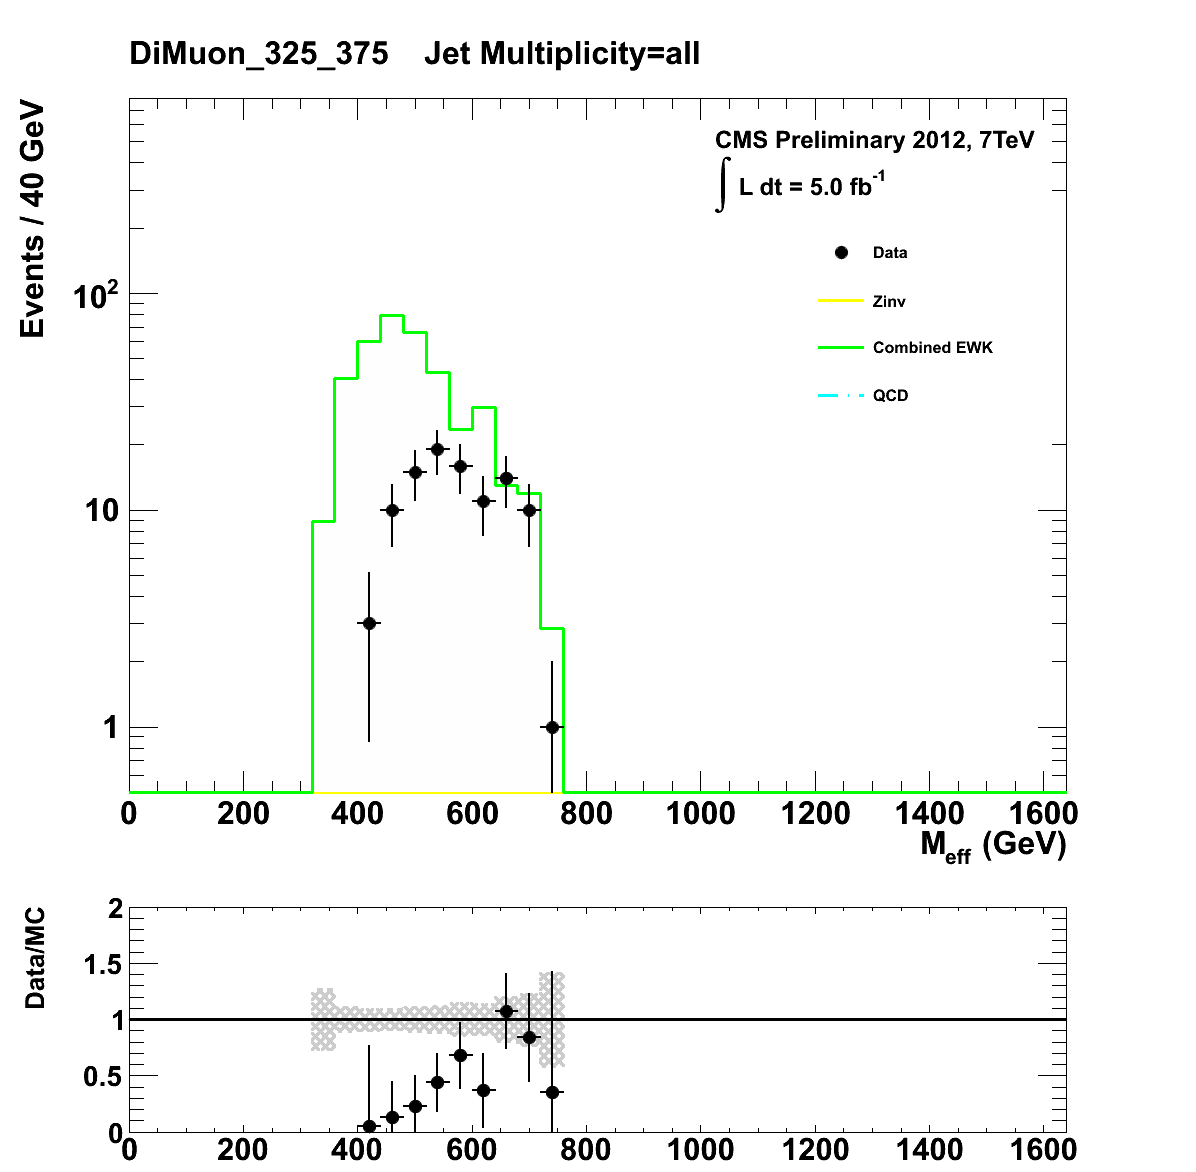 DiMuon_325_375 Jet Multiplicity=all
Events / 40 GeV
CMS Preliminary 2012, 7TeV
∫ L dt = 5.0 fb⁻¹
Data
Zinv
Combined EWK
QCD
10²
10
1
0 200 400 600 800 1000 1200 1400 1600
M_eff (GeV)
Data/MC
2
1.5
1
0.5
0
0 200 400 600 800 1000 1200 1400 1600